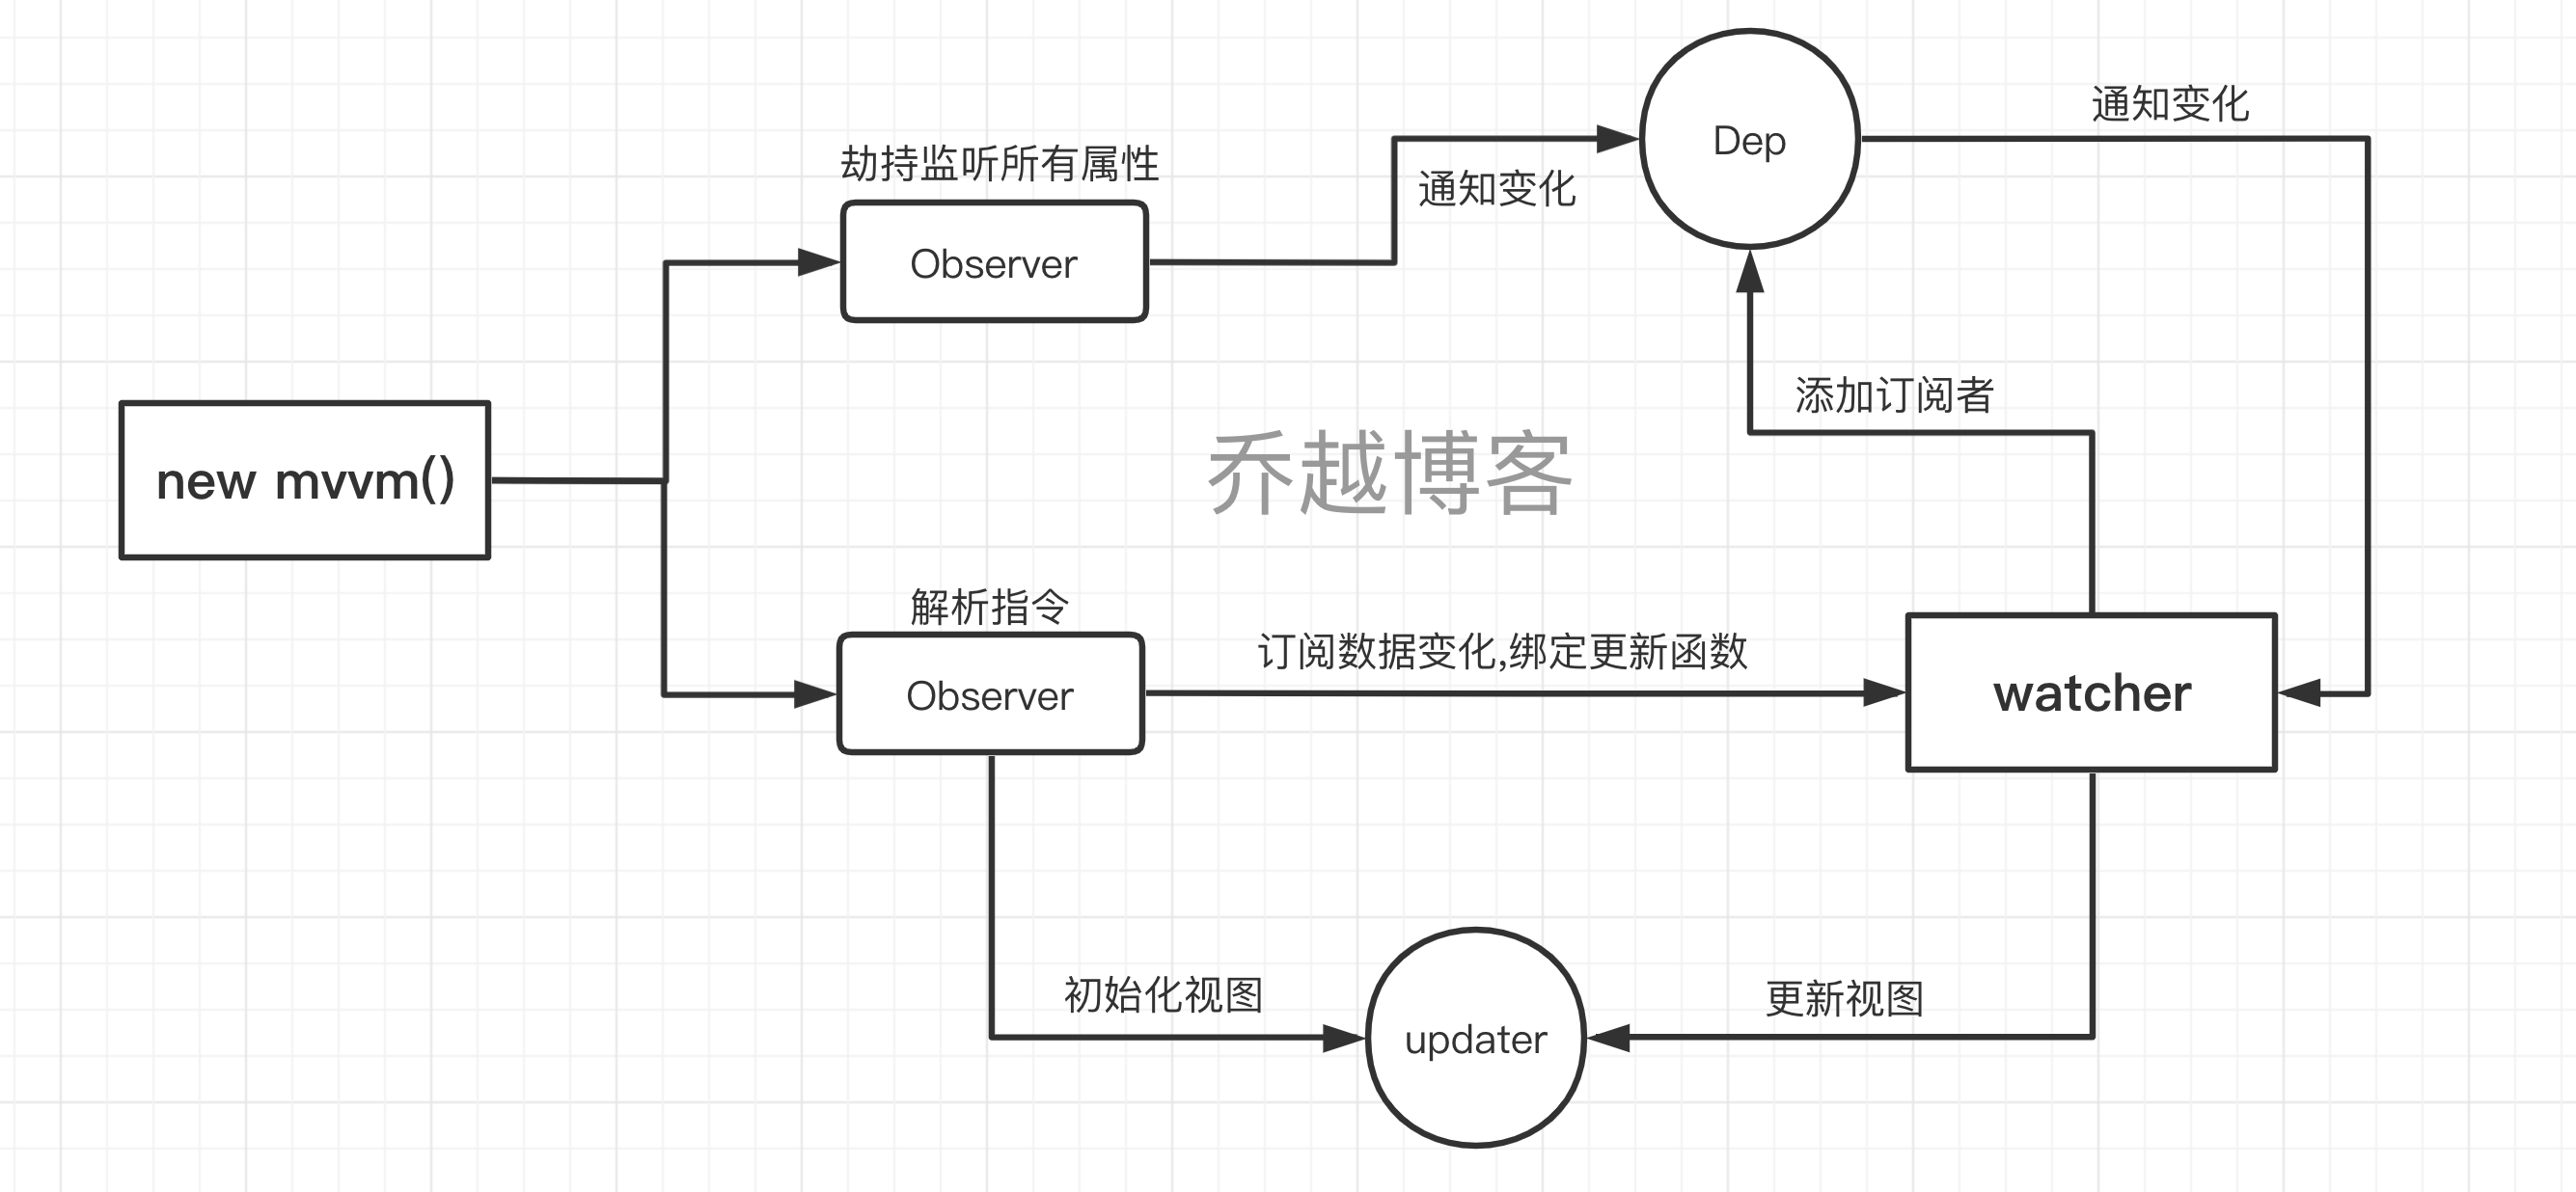 Dep
通知变化
劫持监听所有属性
通知变化
Observer
添加订阅者
new mvvm()
乔越博客
解析指令
订阅数据变化,绑定更新函数
Observer
watcher
初始化视图
更新视图
updater